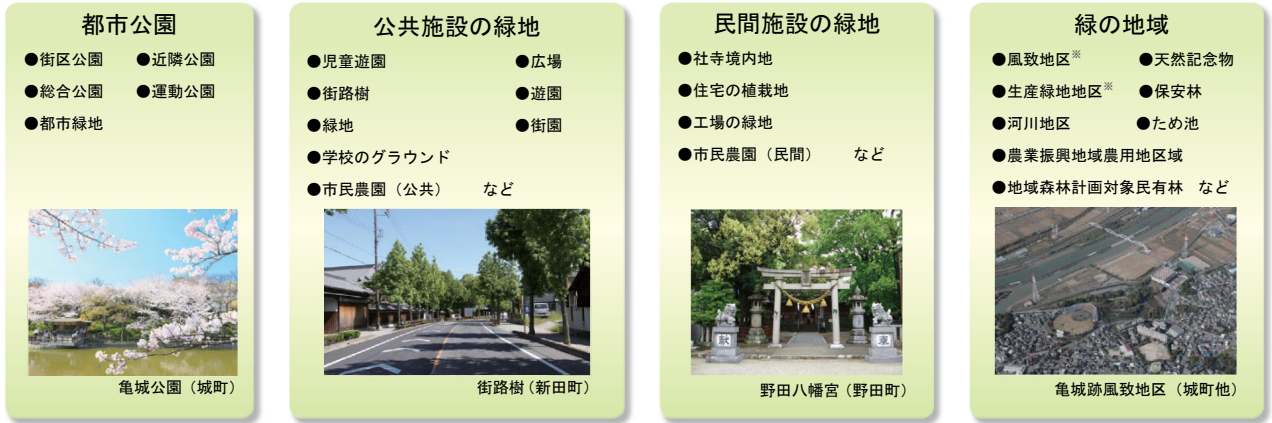 都市公園
●街区公園 ●近隣公園
●総合公園 ●運動公園
●都市緑地
亀城公園（城町）
公共施設の緑地
●児童遊園 ●広場
●街路樹 ●遊園
●緑地 ●街園
●学校のグラウンド
●市民農園（公共） など
街路樹（新田町）
民間施設の緑地
●社寺境内地
●住宅の植栽地
●工場の緑地
●市民農園（民間） など
献
車
野田八幡宮（野田町）
緑の地域
●風致地区※ ●天然記念物
●生産緑地地区※ ●保安林
●河川地区 ●ため池
●農業振興地域農用地区域
●地域森林計画対象民有林 など
亀城跡風致地区（城町他）